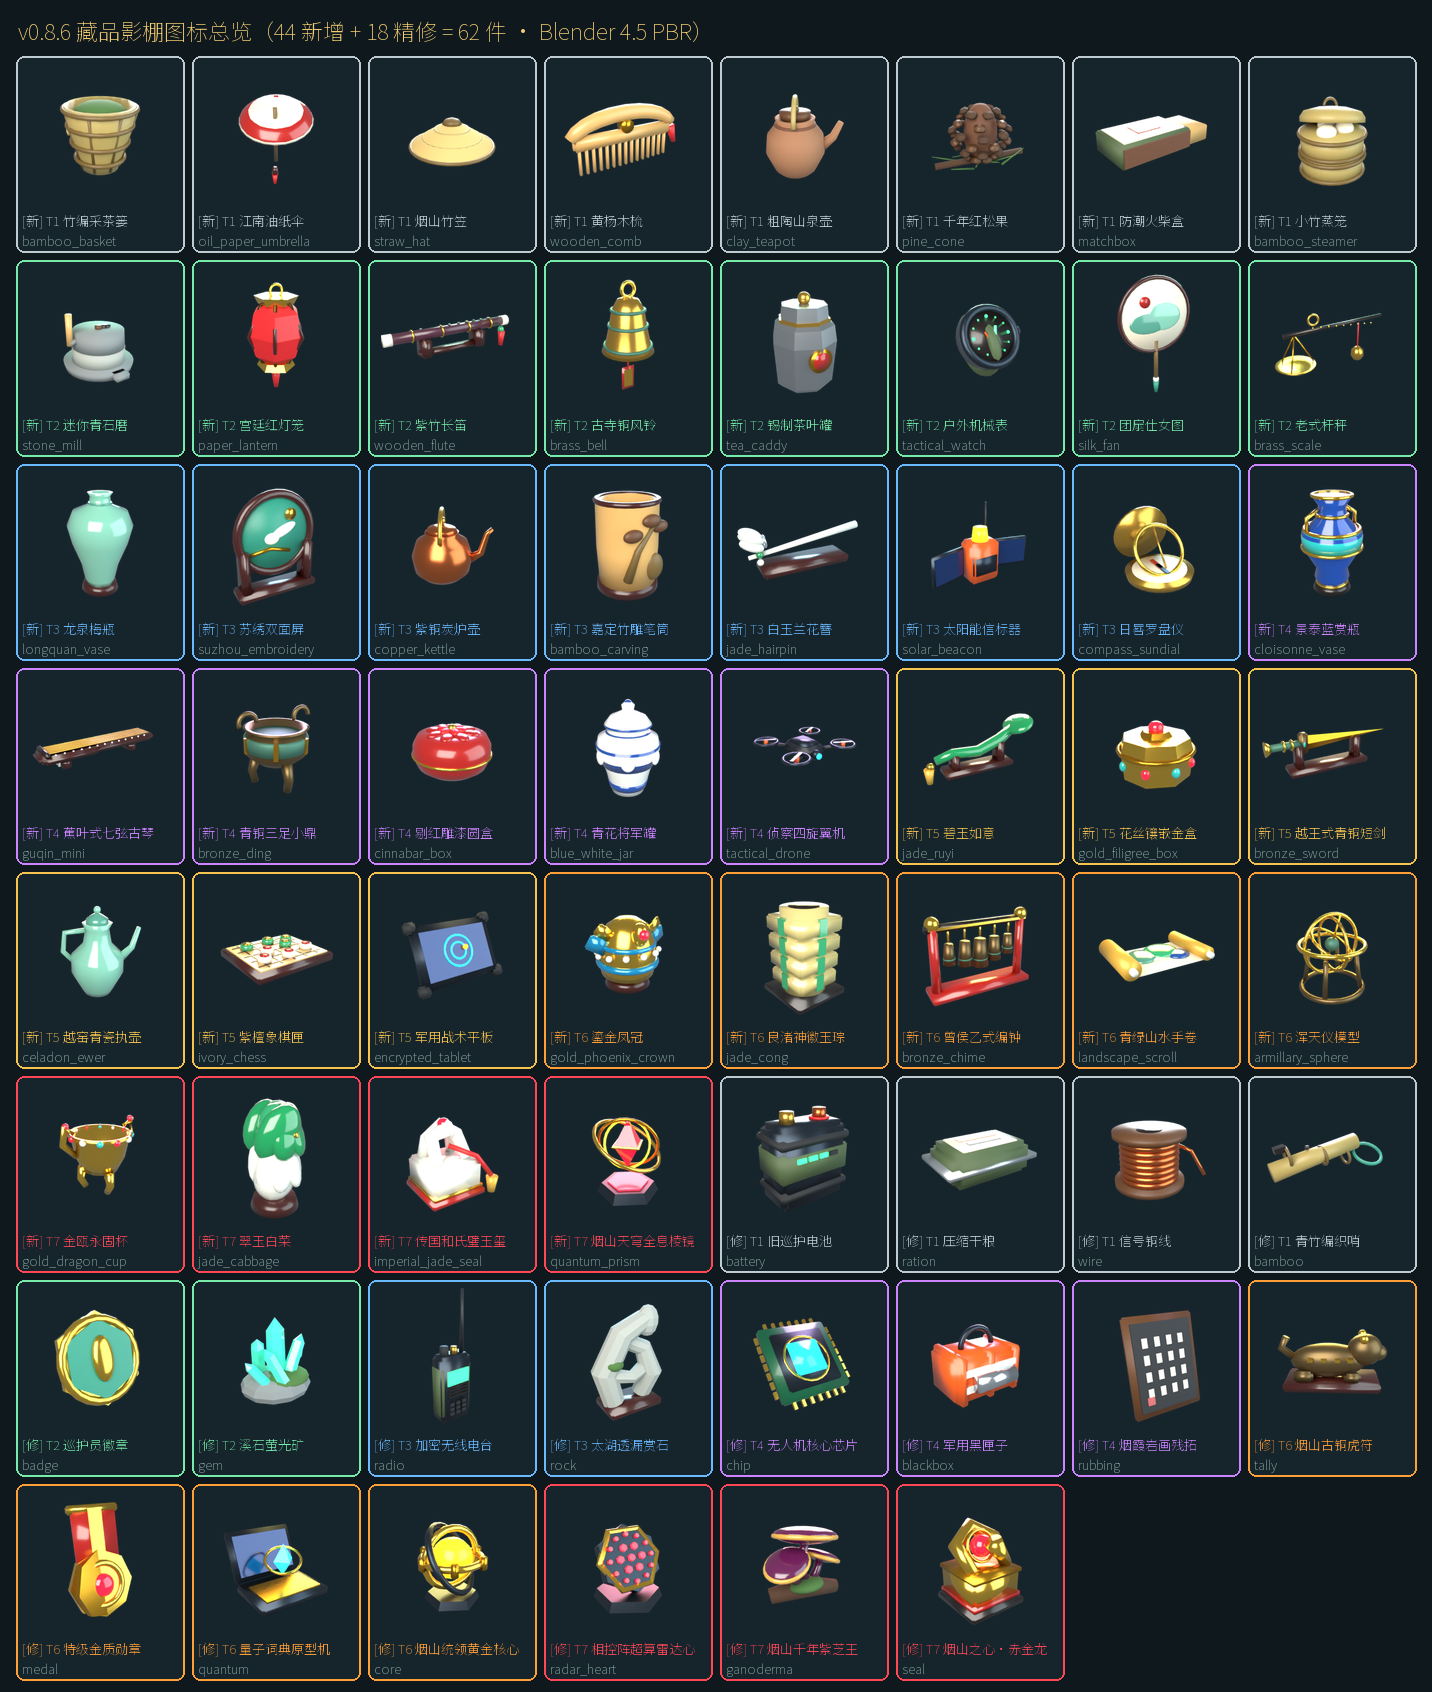 v0.8.6 藏品影棚图标总览（44 新增 + 18 精修 = 62 件 · Blender 4.5 PBR）
[新] T1 竹编采茶篓
bamboo_basket
[新] T1 江南油纸伞
oil_paper_umbrella
[新] T1 烟山竹笠
straw_hat
[新] T1 黄杨木梳
wooden_comb
[新] T1 粗陶山泉壶
clay_teapot
[新] T1 千年红松果
pine_cone
[新] T1 防潮火柴盒
matchbox
[新] T1 小竹蒸笼
bamboo_steamer
[新] T2 迷你青石磨
stone_mill
[新] T2 宫廷红灯笼
paper_lantern
[新] T2 紫竹长笛
wooden_flute
[新] T2 古寺铜风铃
brass_bell
[新] T2 锡制茶叶罐
tea_caddy
[新] T2 户外机械表
tactical_watch
[新] T2 团扇仕女图
silk_fan
[新] T2 老式杆秤
brass_scale
[新] T3 龙泉梅瓶
longquan_vase
[新] T3 苏绣双面屏
suzhou_embroidery
[新] T3 紫铜炭炉壶
copper_kettle
[新] T3 嘉定竹雕笔筒
bamboo_carving
[新] T3 白玉兰花簪
jade_hairpin
[新] T3 太阳能信标器
solar_beacon
[新] T3 日晷罗盘仪
compass_sundial
[新] T4 景泰蓝赏瓶
cloisonne_vase
[新] T4 蕉叶式七弦古琴
guqin_mini
[新] T4 青铜三足小鼎
bronze_ding
[新] T4 剔红雕漆圆盒
cinnabar_box
[新] T4 青花将军罐
blue_white_jar
[新] T4 侦察四旋翼机
tactical_drone
[新] T5 碧玉如意
jade_ruyi
[新] T5 花丝镶嵌金盒
gold_filigree_box
[新] T5 越王式青铜短剑
bronze_sword
[新] T5 越窑青瓷执壶
celadon_ewer
[新] T5 紫檀象棋匣
ivory_chess
[新] T5 军用战术平板
encrypted_tablet
[新] T6 鎏金凤冠
gold_phoenix_crown
[新] T6 良渚神徽玉琮
jade_cong
[新] T6 曾侯乙式编钟
bronze_chime
[新] T6 青绿山水手卷
landscape_scroll
[新] T6 浑天仪模型
armillary_sphere
[新] T7 金瓯永固杯
gold_dragon_cup
[新] T7 翠玉白菜
jade_cabbage
[新] T7 传国和氏璧玉玺
imperial_jade_seal
[新] T7 烟山天穹全息棱镜
quantum_prism
[修] T1 旧巡护电池
battery
[修] T1 压缩干粮
ration
[修] T1 信号铜线
wire
[修] T1 青竹编织哨
bamboo
[修] T2 巡护员徽章
badge
[修] T2 溪石萤光矿
gem
[修] T3 加密无线电台
radio
[修] T3 太湖透漏赏石
rock
[修] T4 无人机核心芯片
chip
[修] T4 军用黑匣子
blackbox
[修] T4 烟霞岩画残拓
rubbing
[修] T6 烟山古铜虎符
tally
[修] T6 特级金质勋章
medal
[修] T6 量子词典原型机
quantum
[修] T6 烟山统领黄金核心
core
[修] T7 相控阵超算雷达心
radar_heart
[修] T7 烟山千年紫芝王
ganoderma
[修] T7 烟山之心·赤金龙
seal